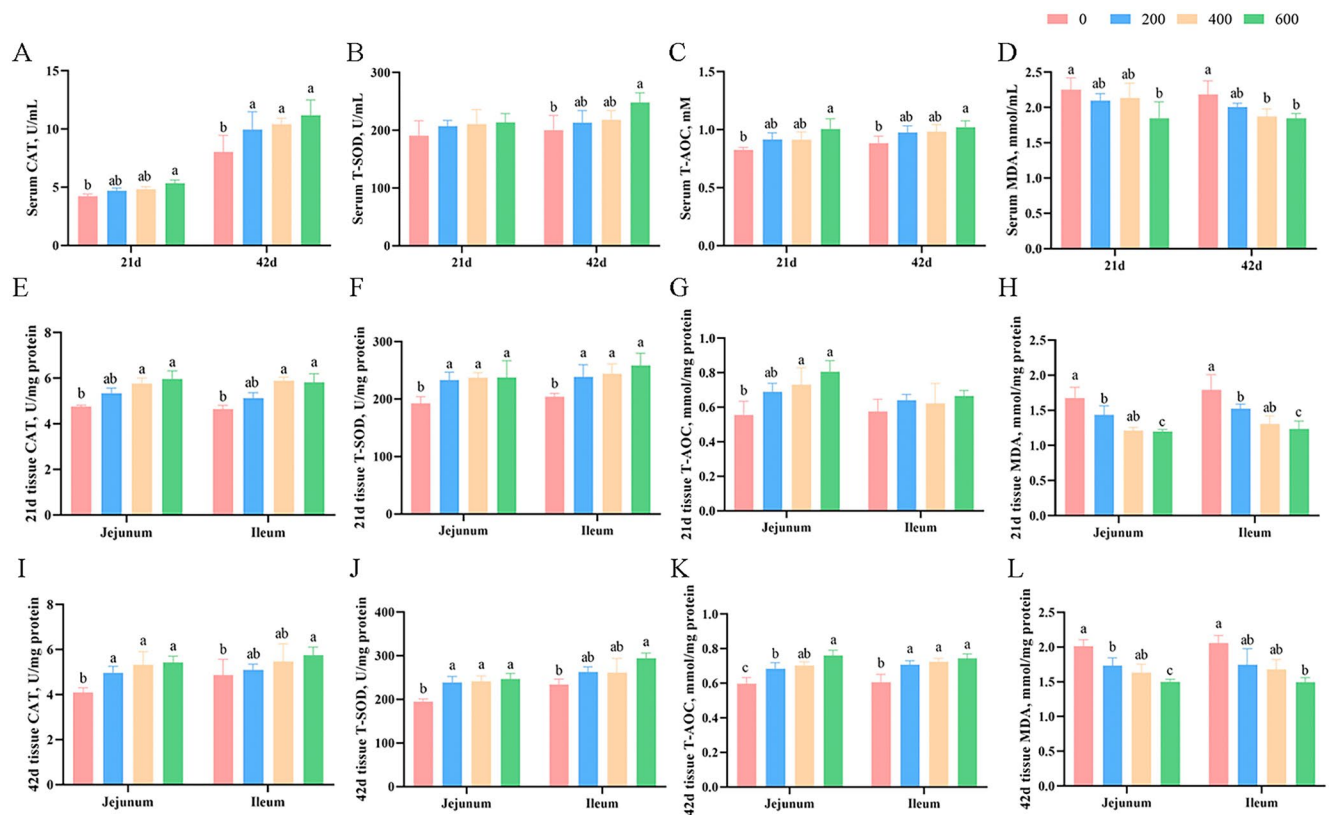 0 200 400 600
A
Serum CAT, U/mL
15
10
5
0
b ab ab a
b a a a
21d 42d
B
Serum T-SOD, U/mL
300
200
100
0
b ab ab a
21d 42d
C
Serum T-AOC, mM
1.5
1.0
0.5
0.0
b ab ab a
b ab ab a
21d 42d
D
Serum MDA, mmol/mL
2.5
2.0
1.5
1.0
0.5
0.0
a ab ab b
a ab b b
21d 42d
E
21d tissue CAT, U/mg protein
8
6
4
2
0
b ab a a
b ab a a
Jejunum Ileum
F
21d tissue T-SOD, U/mg protein
300
200
100
0
b a a a
b a a a
Jejunum Ileum
G
21d tissue T-AOC, mmol/mg protein
1.0
0.8
0.6
0.4
0.2
0.0
b ab a a
Jejunum Ileum
H
21d tissue MDA, mmol/mg protein
2.5
2.0
1.5
1.0
0.5
0.0
a b ab c
a b ab c
Jejunum Ileum
I
42d tissue CAT, U/mg protein
8
6
4
2
0
b a a a
b ab ab a
Jejunum Ileum
J
42d tissue T-SOD, U/mg protein
400
300
200
100
0
b a a a
b ab ab a
Jejunum Ileum
K
42d tissue T-AOC, mmol/mg protein
1.0
0.8
0.6
0.4
0.2
0.0
c b ab a
b a a a
Jejunum Ileum
L
42d tissue MDA, mmol/mg protein
2.5
2.0
1.5
1.0
0.5
0.0
a b ab c
a ab ab b
Jejunum Ileum